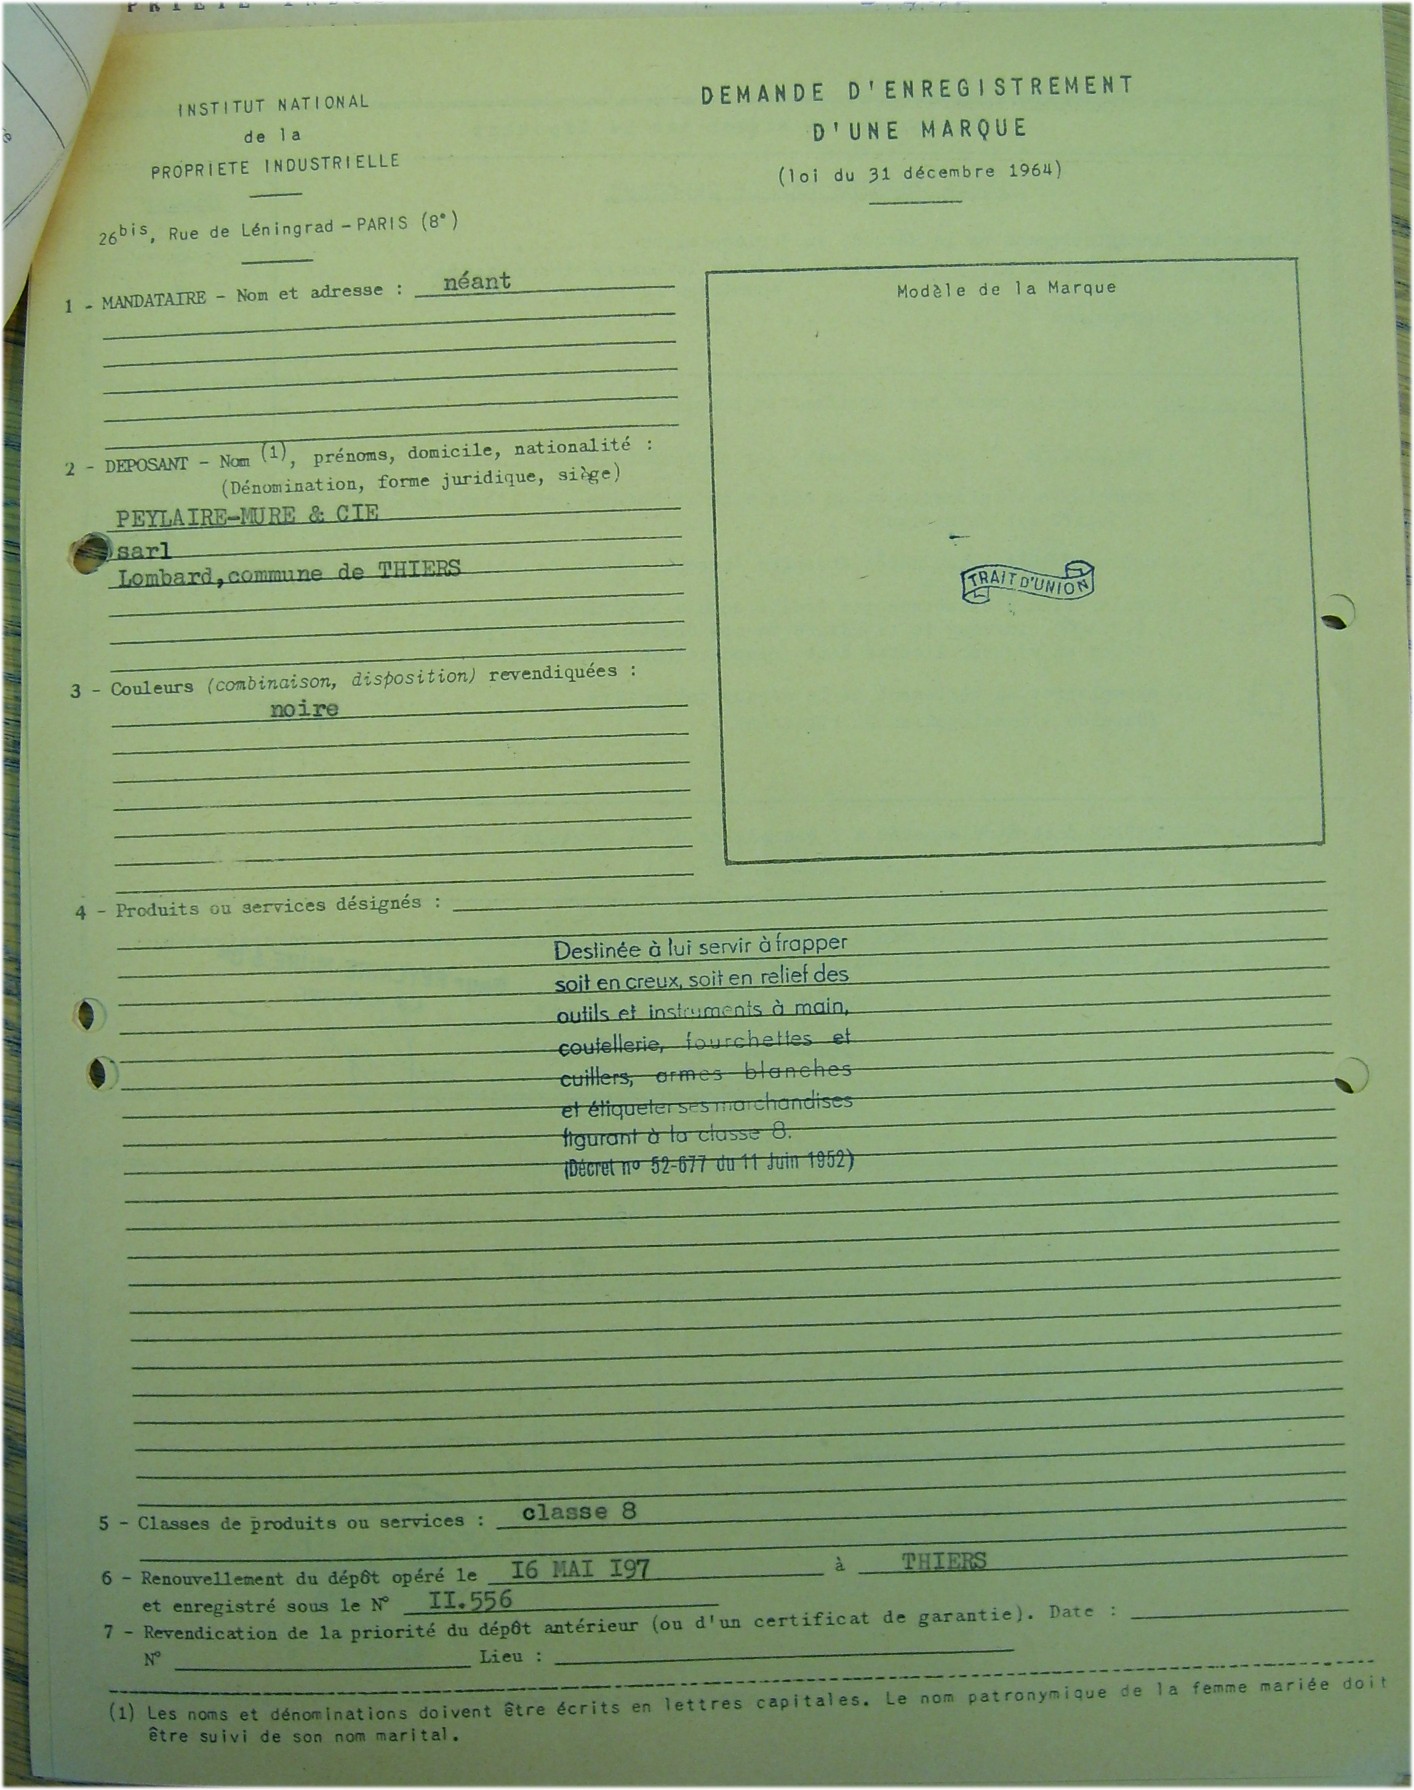 INSTITUT NATIONAL
de la
PROPRIETE INDUSTRIELLE
26bis, Rue de Léningrad – PARIS (8e)
DEMANDE D'ENREGISTREMENT
D'UNE MARQUE
(loi du 31 décembre 1964)
1 - MANDATAIRE - Nom et adresse : néant
2 - DEPOSANT - Nom (1), prénoms, domicile, nationalité :
(Dénomination, forme juridique, siège)
PEYLAIRE-MURE & CIE
sarl
Lombard,commune de THIERS
3 - Couleurs (combinaison, disposition) revendiquées :
noire
Modèle de la Marque
TRAIT D'UNION
4 - Produits ou services désignés :
Destinée à lui servir à frapper
soit en creux, soit en relief des
outils et instruments à main,
coutellerie, fourchettes et
cuillers, armes blanches
et étiqueter ses marchandises
figurant à la classe 8.
(Décret nº 52-677 du 11 Juin 1952)
5 - Classes de produits ou services : classe 8
6 - Renouvellement du dépôt opéré le I6 MAI I97 à THIERS
et enregistré sous le N° II.556
7 - Revendication de la priorité du dépôt antérieur (ou d'un certificat de garantie). Date :
N° Lieu :
(1) Les noms et dénominations doivent être écrits en lettres capitales. Le nom patronymique de la femme mariée doit
être suivi de son nom marital.